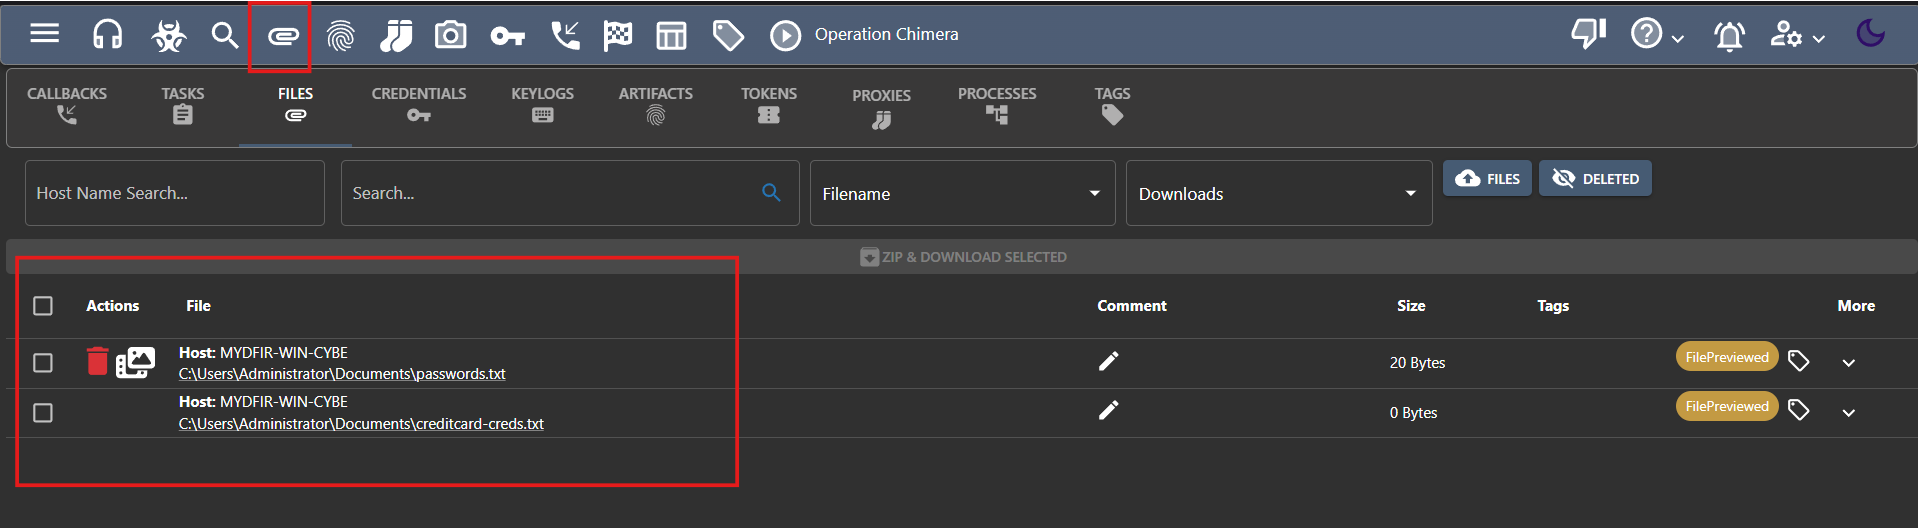 Operation Chimera
CALLBACKS TASKS FILES CREDENTIALS KEYLOGS ARTIFACTS TOKENS PROXIES PROCESSES TAGS
Host Name Search... Search... Filename Downloads FILES DELETED
ZIP & DOWNLOAD SELECTED
Actions File Comment Size Tags More
Host: MYDFIR-WIN-CYBE
C:\Users\Administrator\Documents\passwords.txt 20 Bytes FilePreviewed
Host: MYDFIR-WIN-CYBE
C:\Users\Administrator\Documents\creditcard-creds.txt 0 Bytes FilePreviewed